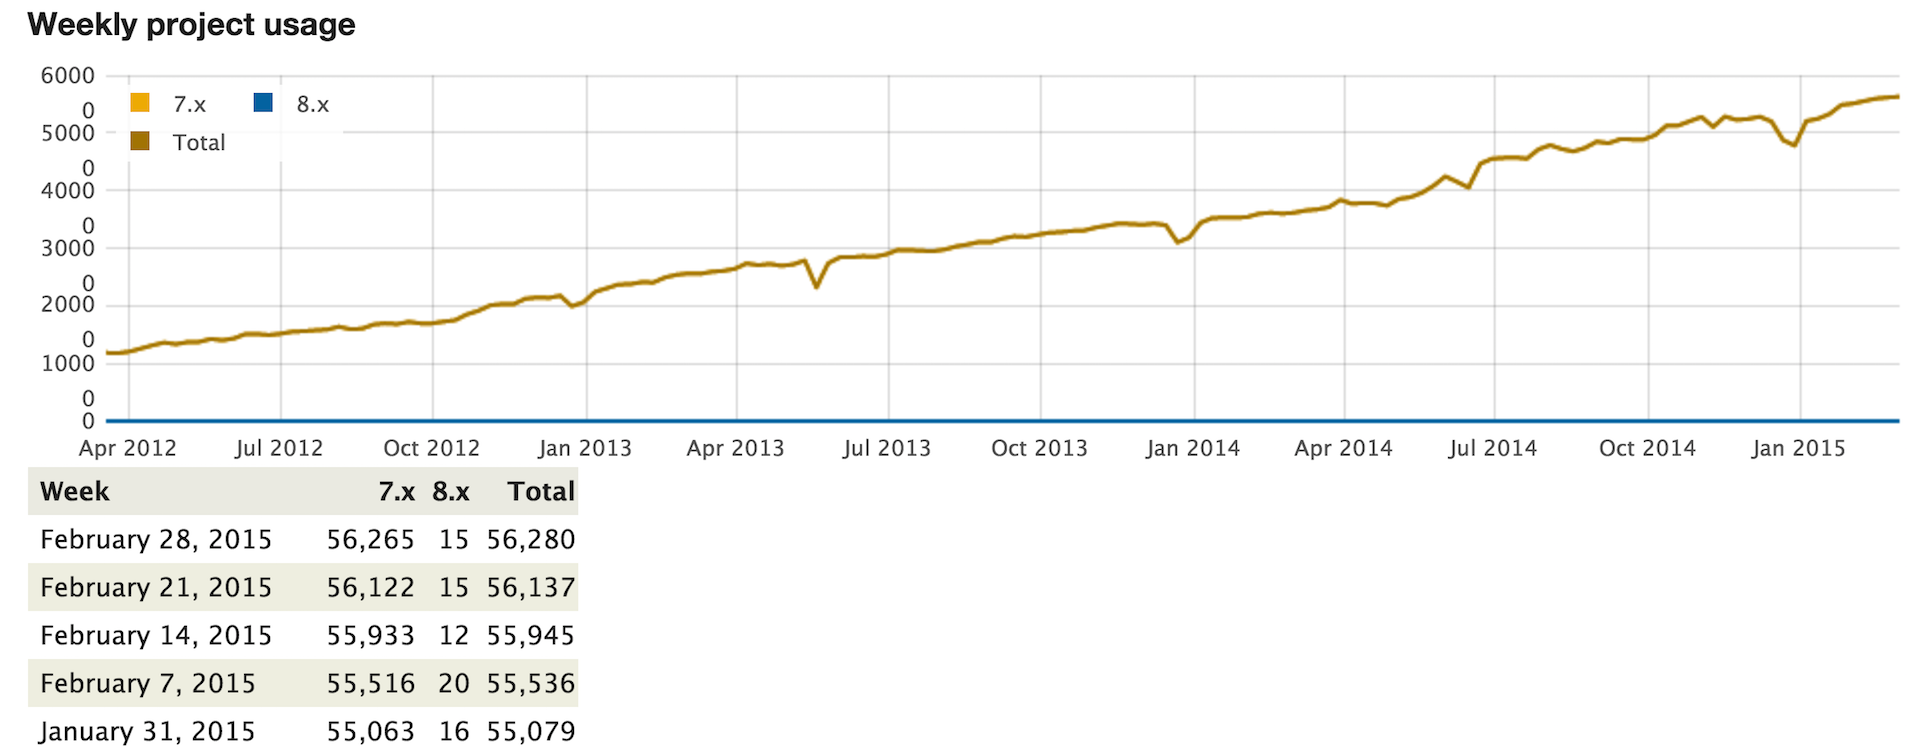 Weekly project usage
6000
0
7.x 8.x
5000
Total
0
4000
0
3000
0
2000
0
1000
0
0
Apr 2012 Jul 2012 Oct 2012 Jan 2013 Apr 2013 Jul 2013 Oct 2013 Jan 2014 Apr 2014 Jul 2014 Oct 2014 Jan 2015
Week 7.x 8.x Total
February 28, 2015 56,265 15 56,280
February 21, 2015 56,122 15 56,137
February 14, 2015 55,933 12 55,945
February 7, 2015 55,516 20 55,536
January 31, 2015 55,063 16 55,079